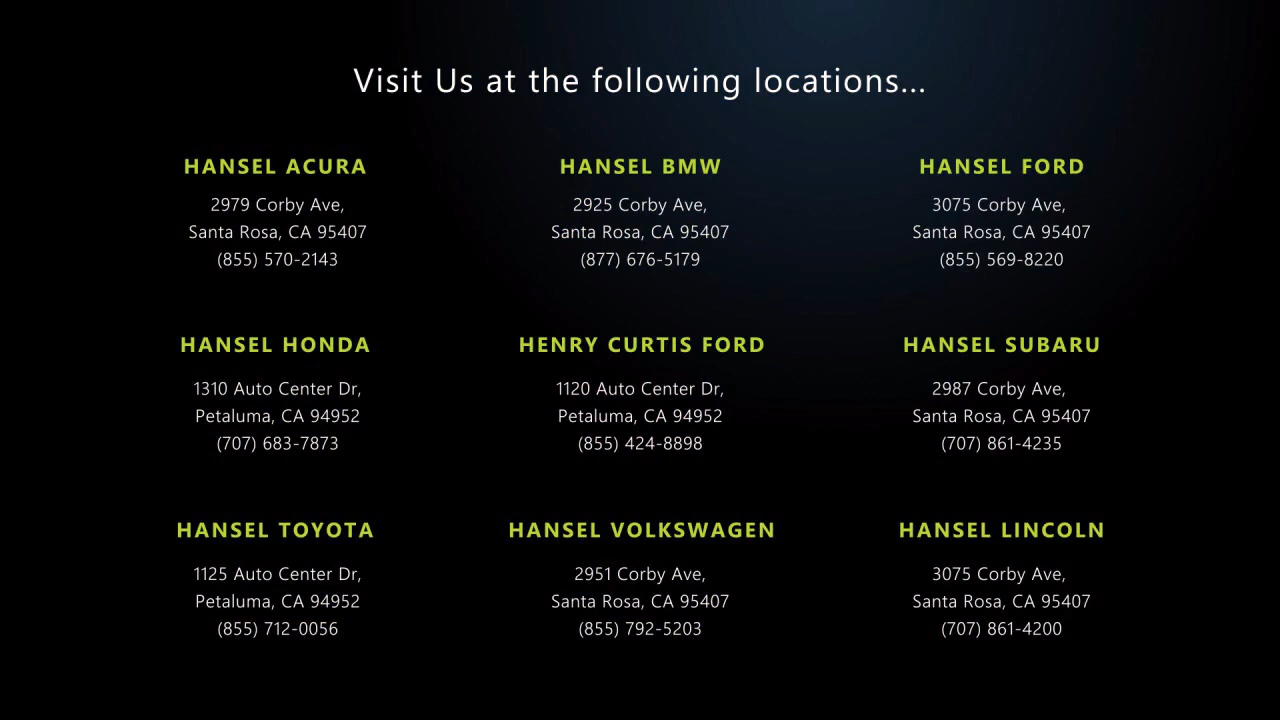 Visit Us at the following locations...
HANSEL ACURA
2979 Corby Ave,
Santa Rosa, CA 95407
(855) 570-2143
HANSEL BMW
2925 Corby Ave,
Santa Rosa, CA 95407
(877) 676-5179
HANSEL FORD
3075 Corby Ave,
Santa Rosa, CA 95407
(855) 569-8220
HANSEL HONDA
1310 Auto Center Dr,
Petaluma, CA 94952
(707) 683-7873
HENRY CURTIS FORD
1120 Auto Center Dr,
Petaluma, CA 94952
(855) 424-8898
HANSEL SUBARU
2987 Corby Ave,
Santa Rosa, CA 95407
(707) 861-4235
HANSEL TOYOTA
1125 Auto Center Dr,
Petaluma, CA 94952
(855) 712-0056
HANSEL VOLKSWAGEN
2951 Corby Ave,
Santa Rosa, CA 95407
(855) 792-5203
HANSEL LINCOLN
3075 Corby Ave,
Santa Rosa, CA 95407
(707) 861-4200